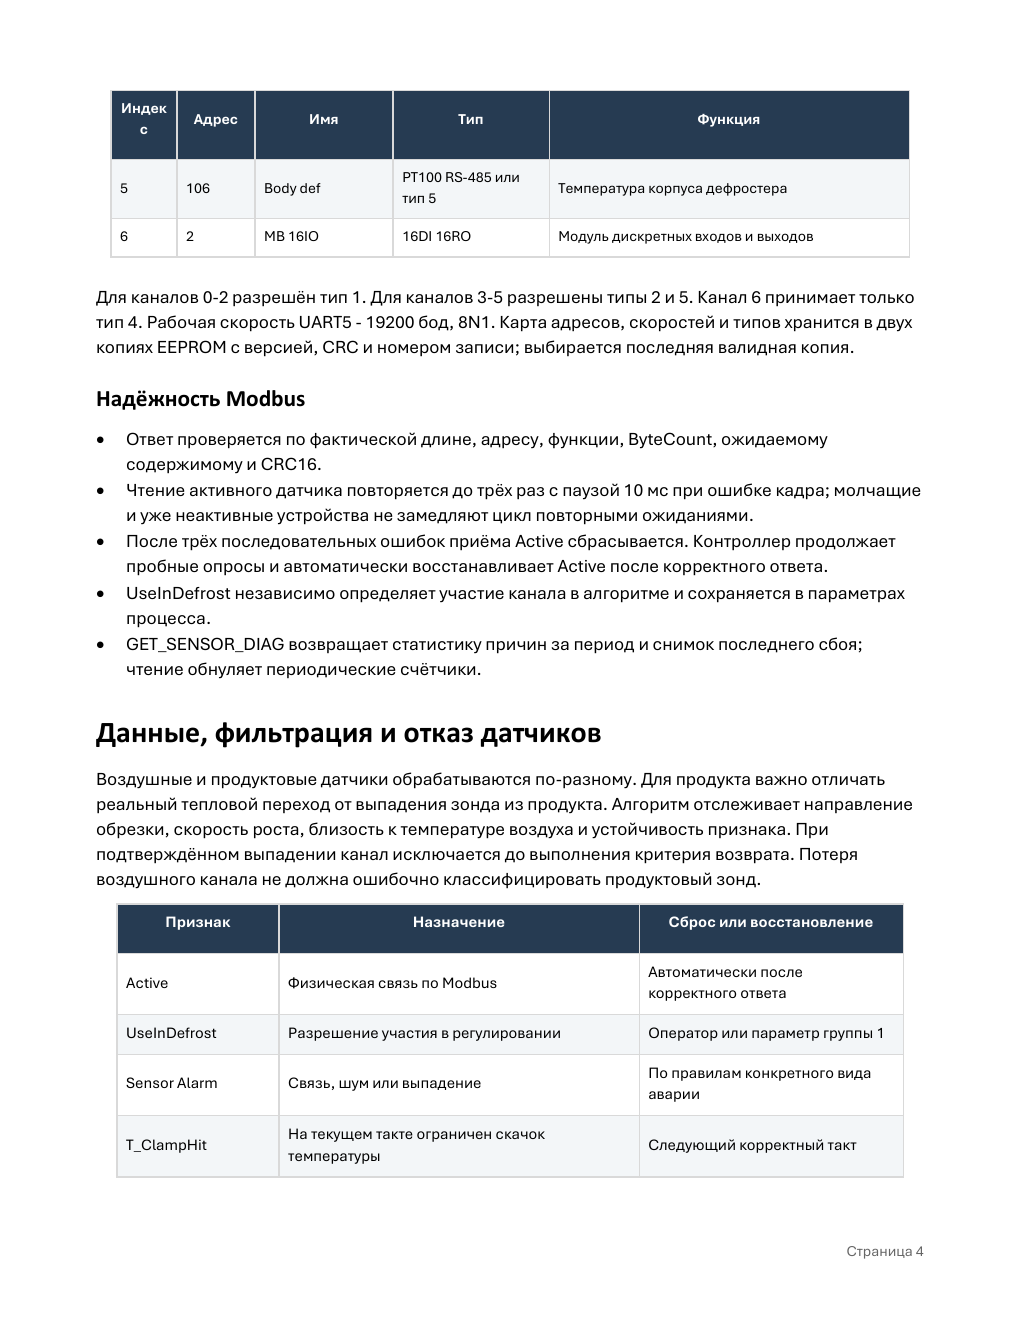 Индек
с
Адрес
Имя
Тип
Функция
5
106
Body def
PT100 RS-485 или
тип 5
Температура корпуса дефростера
6
2
MB 16IO
16DI 16RO
Модуль дискретных входов и выходов
Для каналов 0-2 разрешён тип 1. Для каналов 3-5 разрешены типы 2 и 5. Канал 6 принимает только
тип 4. Рабочая скорость UART5 - 19200 бод, 8N1. Карта адресов, скоростей и типов хранится в двух
копиях EEPROM с версией, CRC и номером записи; выбирается последняя валидная копия.
Надёжность Modbus
• Ответ проверяется по фактической длине, адресу, функции, ByteCount, ожидаемому
содержимому и CRC16.
• Чтение активного датчика повторяется до трёх раз с паузой 10 мс при ошибке кадра; молчащие
и уже неактивные устройства не замедляют цикл повторными ожиданиями.
• После трёх последовательных ошибок приёма Active сбрасывается. Контроллер продолжает
пробные опросы и автоматически восстанавливает Active после корректного ответа.
• UseInDefrost независимо определяет участие канала в алгоритме и сохраняется в параметрах
процесса.
• GET_SENSOR_DIAG возвращает статистику причин за период и снимок последнего сбоя;
чтение обнуляет периодические счётчики.
Данные, фильтрация и отказ датчиков
Воздушные и продуктовые датчики обрабатываются по-разному. Для продукта важно отличать
реальный тепловой переход от выпадения зонда из продукта. Алгоритм отслеживает направление
обрезки, скорость роста, близость к температуре воздуха и устойчивость признака. При
подтверждённом выпадении канал исключается до выполнения критерия возврата. Потеря
воздушного канала не должна ошибочно классифицировать продуктовый зонд.
Признак
Назначение
Сброс или восстановление
Active
Физическая связь по Modbus
Автоматически после
корректного ответа
UseInDefrost
Разрешение участия в регулировании
Оператор или параметр группы 1
Sensor Alarm
Связь, шум или выпадение
По правилам конкретного вида
аварии
T_ClampHit
На текущем такте ограничен скачок
температуры
Следующий корректный такт
Страница 4